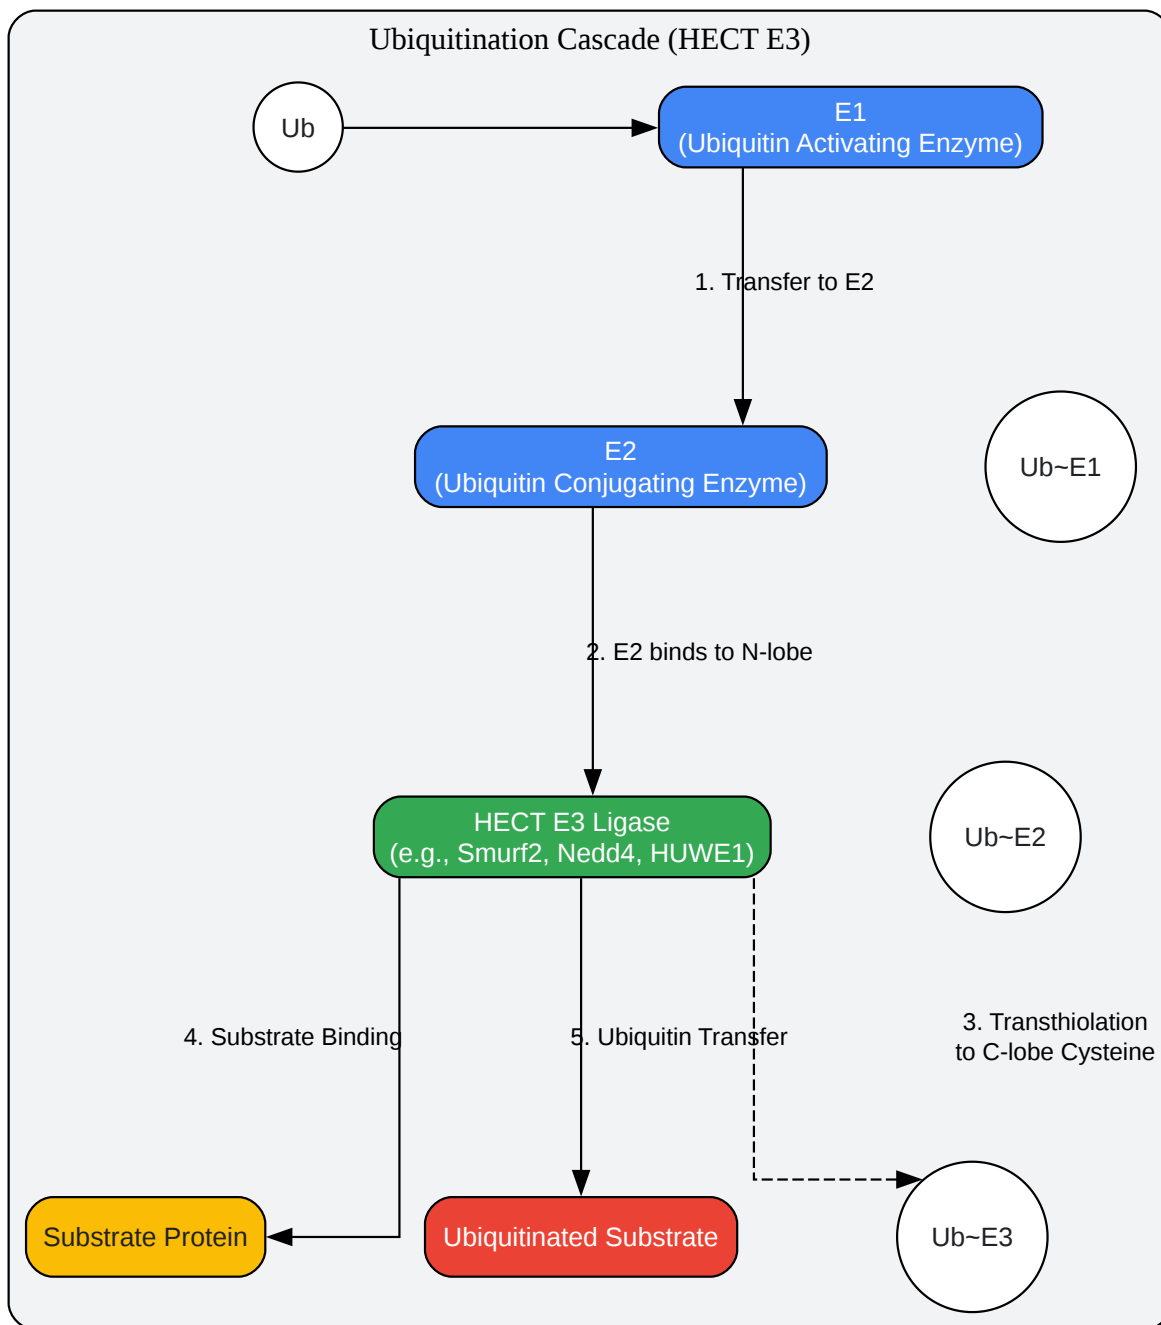 Ubiquitination Cascade (HECT E3)
Ub
E1
(Ubiquitin Activating Enzyme)
1. Transfer to E2
E2
(Ubiquitin Conjugating Enzyme)
Ub~E1
2. E2 binds to N-lobe
HECT E3 Ligase
(e.g., Smurf2, Nedd4, HUWE1)
Ub~E2
4. Substrate Binding
5. Ubiquitin Transfer
3. Transthiolation
to C-lobe Cysteine
Substrate Protein
Ubiquitinated Substrate
Ub~E3